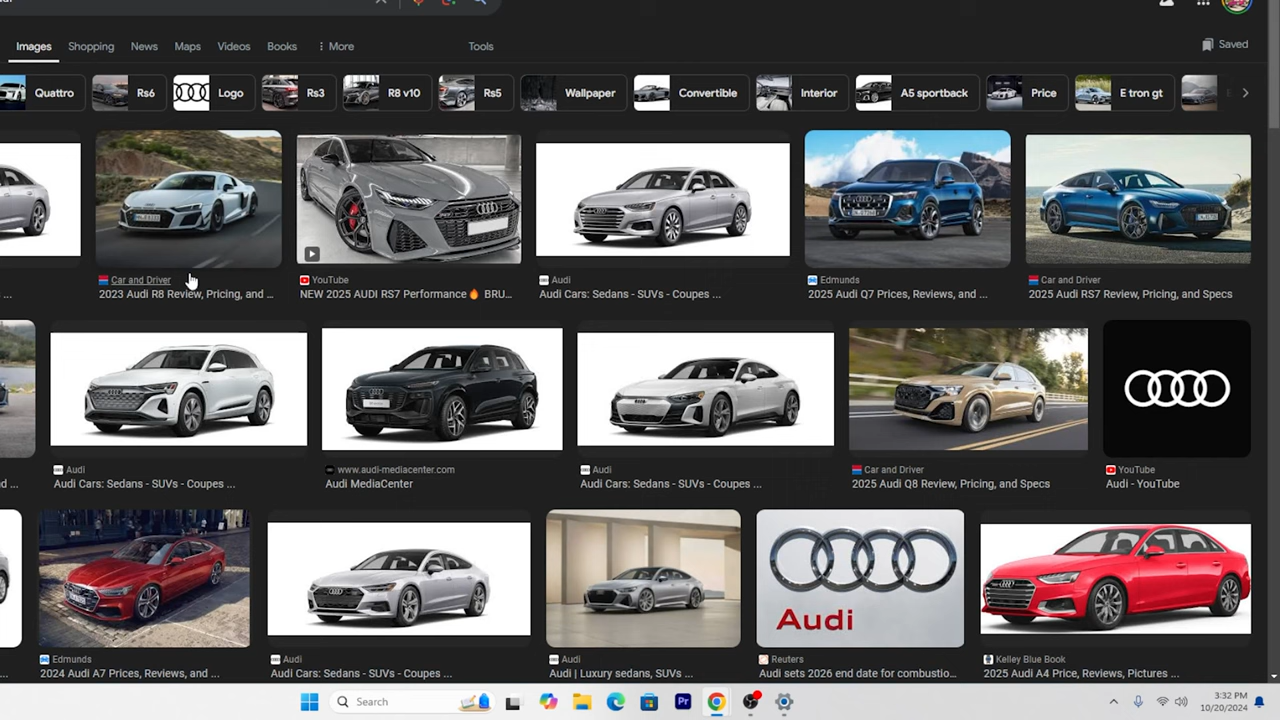 Images Shopping News Maps Videos Books More Tools Saved
Quattro Rs6 Logo Rs3 R8 v10 Rs5 Wallpaper Convertible Interior A5 sportback Price E tron gt
Car and Driver YouTube Audi Edmunds Car and Driver
... 2023 Audi R8 Review, Pricing, and ... NEW 2025 AUDI RS7 Performance 🔥 BRU... Audi Cars: Sedans - SUVs - Coupes ... 2025 Audi Q7 Prices, Reviews, and ... 2025 Audi RS7 Review, Pricing, and Specs
Audi www.audi-mediacenter.com Audi Car and Driver YouTube
d ... Audi Cars: Sedans - SUVs - Coupes ... Audi MediaCenter Audi Cars: Sedans - SUVs - Coupes ... 2025 Audi Q8 Review, Pricing, and Specs Audi - YouTube
Audi
Edmunds Audi Audi Reuters Kelley Blue Book
2024 Audi A7 Prices, Reviews, and ... Audi Cars: Sedans - SUVs - Coupes ... Audi | Luxury sedans, SUVs ... Audi sets 2026 end date for combustio... 2025 Audi A4 Price, Reviews, Pictures ...
Search Pr 3:32 PM
10/20/2024